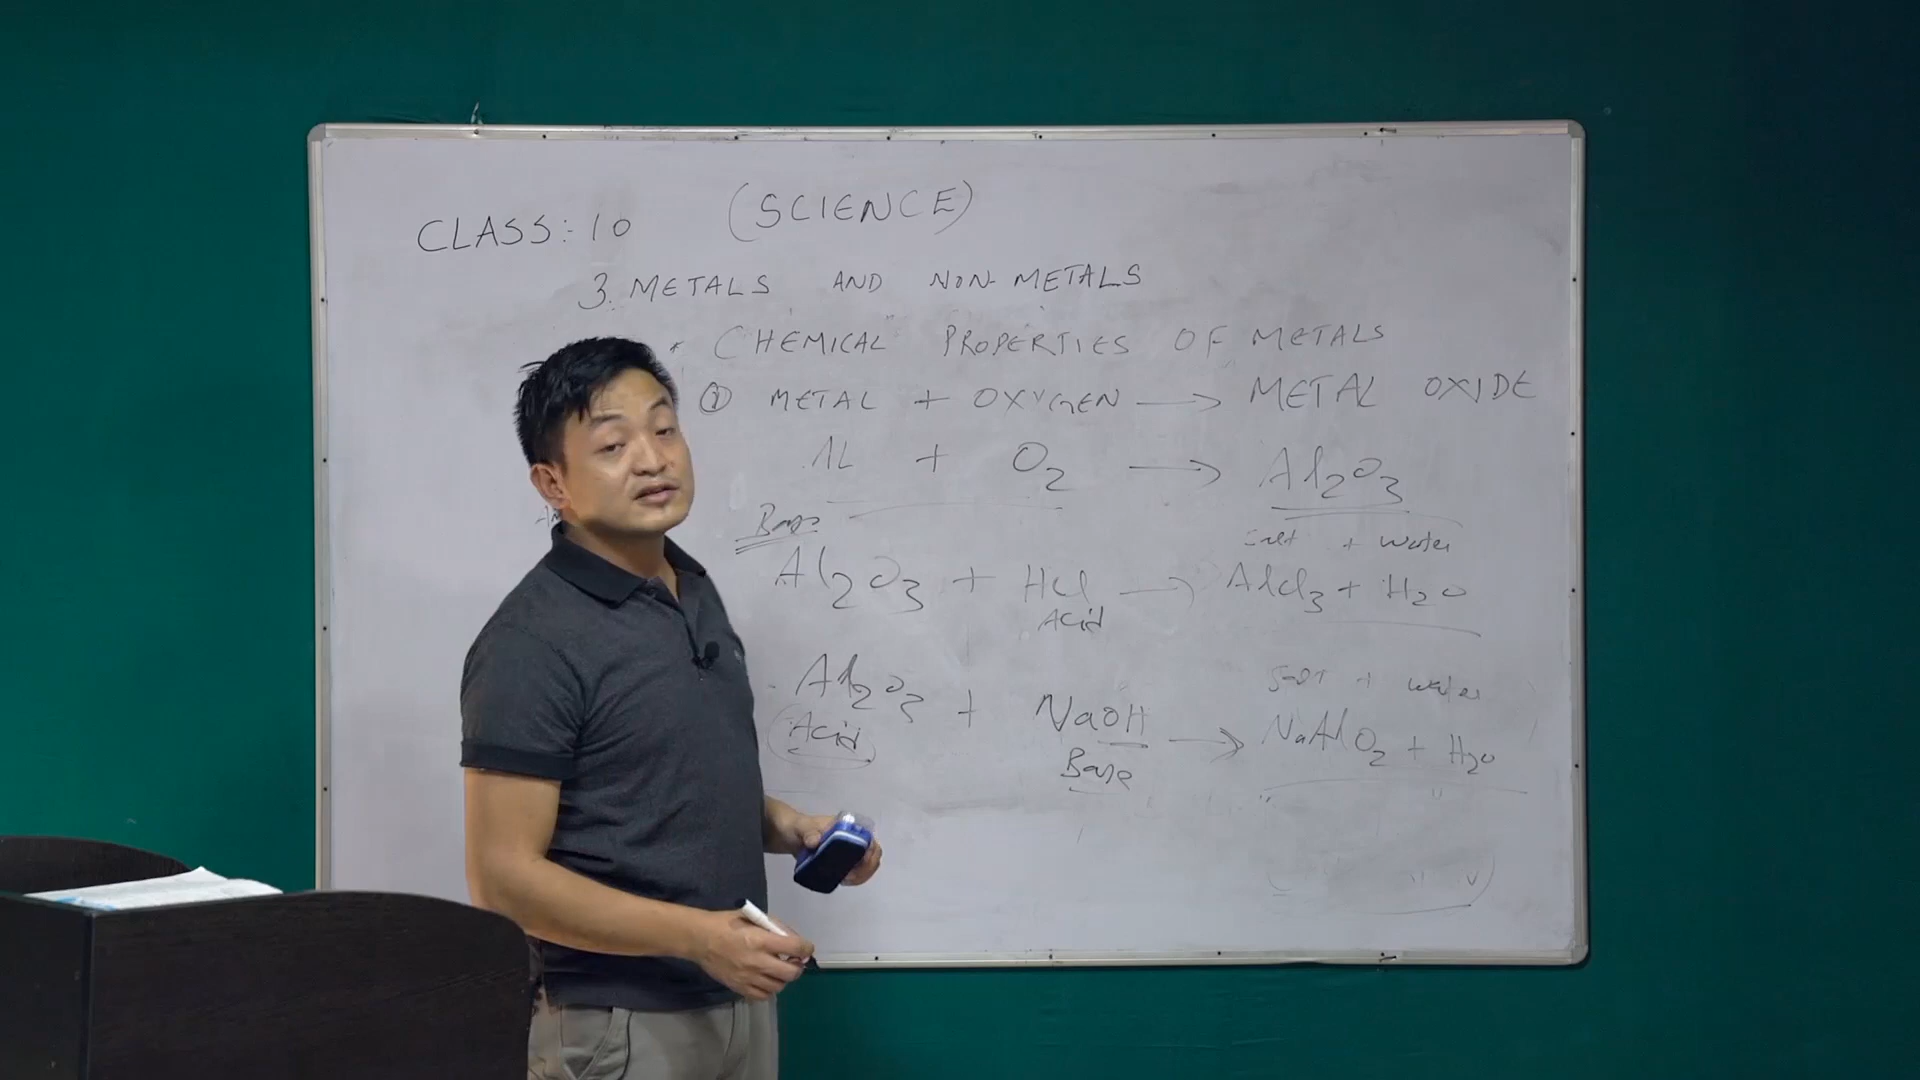 CLASS: 10 (SCIENCE)
3. METALS AND NON-METALS
* CHEMICAL PROPERTIES OF METALS
① METAL + OXYGEN → METAL OXIDE
AL + O2 → Al2O3
Base Salt + water
Al2O3 + HCl → AlCl3 + H2O
Acid
Salt + water
Al2O3 + NaOH → NaAlO2 + H2O
Acid Base